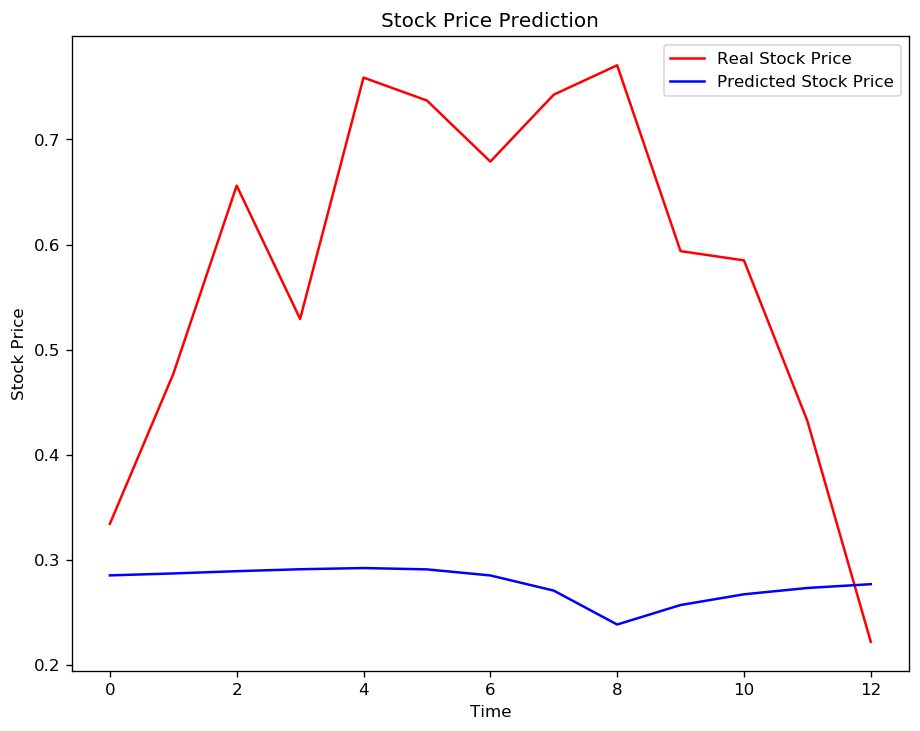 Stock Price Prediction
Real Stock Price
Predicted Stock Price
Stock Price
0.7
0.6
0.5
0.4
0.3
0.2
0 2 4 6 8 10 12
Time